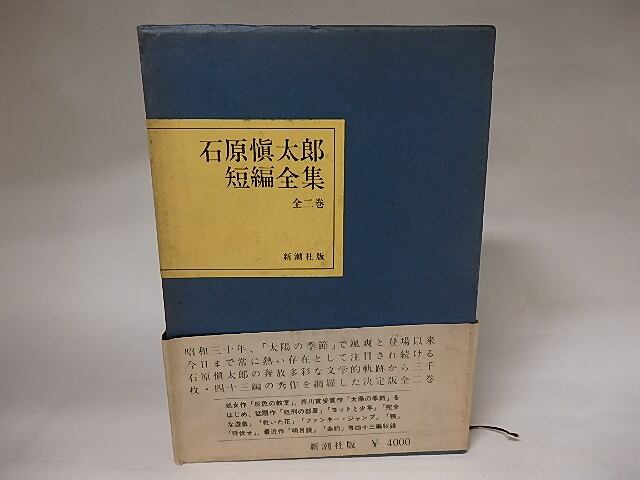 石原愼太郎
短編全集
全二巻
新潮社版
昭和三十年、「太陽の季節」で颯爽と登場以来
今日まで常に熱い存在として注目され続ける
石原慎太郎の奔放多彩な文学的軌跡から三千
枚・四十三編の秀作を網羅した決定版全二巻
処女作「灰色の教室」、芥川賞受賞作「太陽の季節」を
はじめ、話題作「処刑の部屋」「ヨットと少年」「完全
な遊戯」「乾いた花」「ファンキー・ジャンプ」「鴨」
「待伏せ」、最近作「明月譚」「条約」等四十三編収録
新潮社版 ¥ 4000